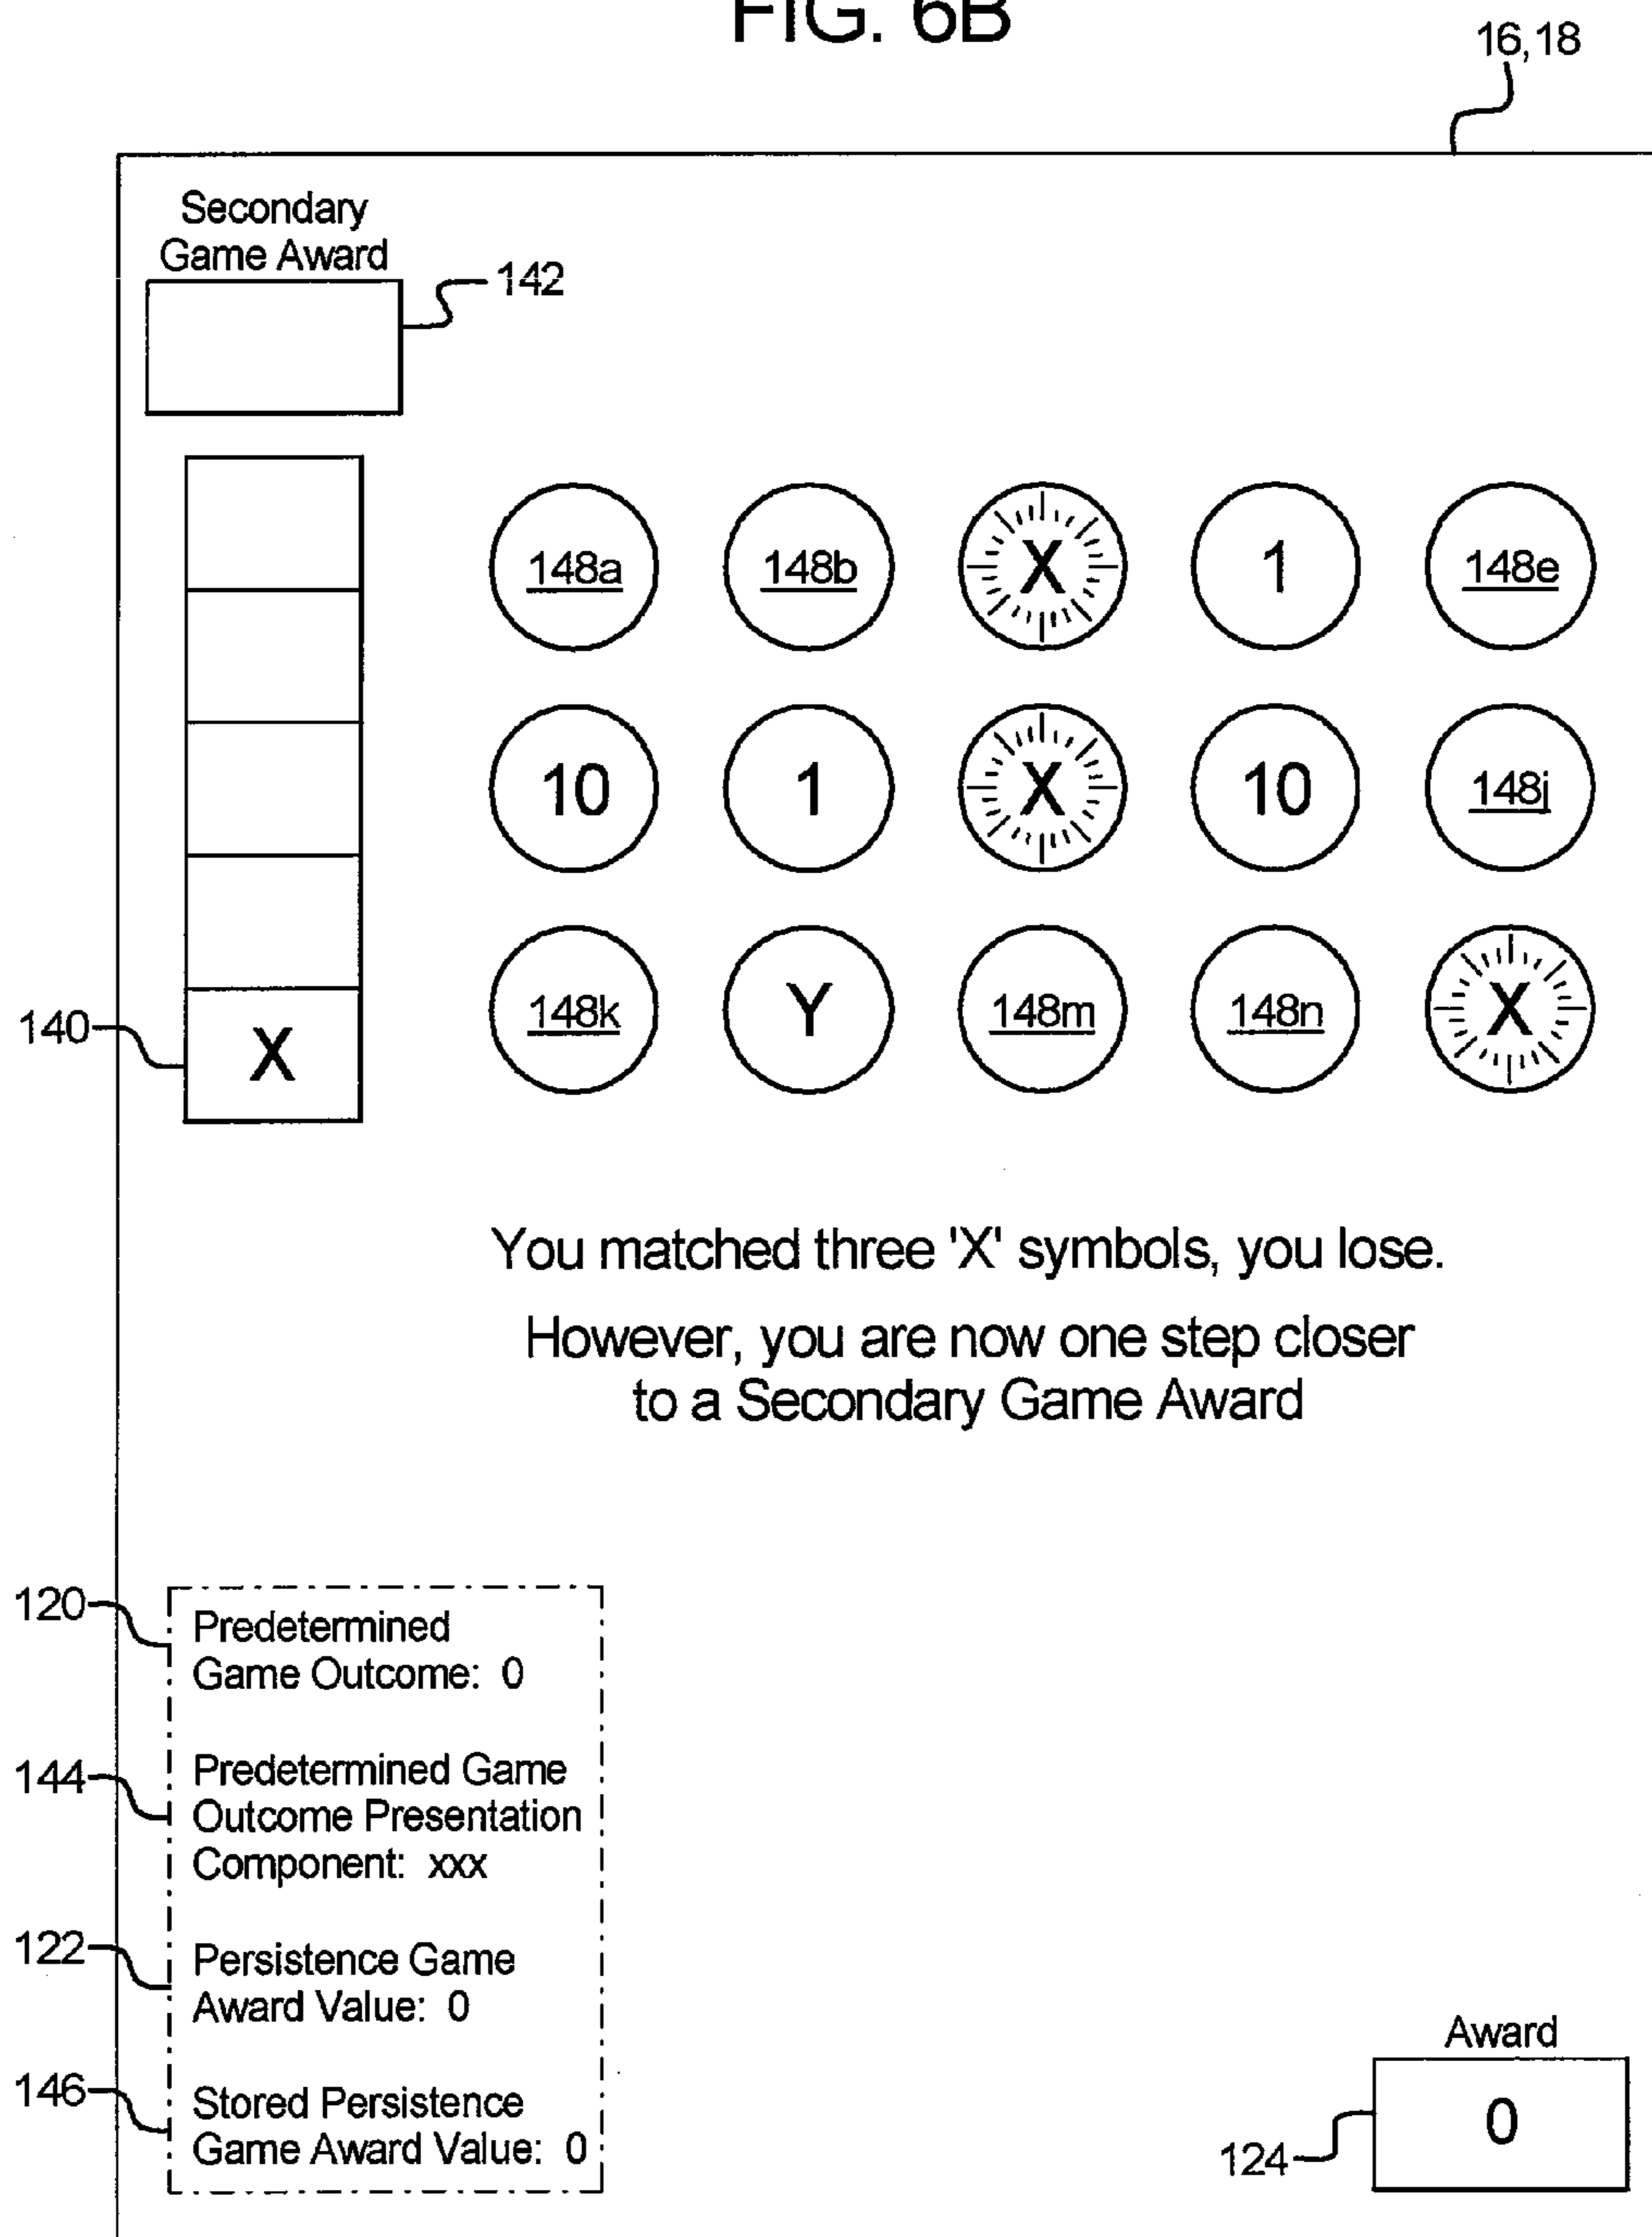 FIG. 6B
16,18
Secondary
Game Award
142
148a 148b X 1 148e
10 1 X 10 148j
148k Y 148m 148n X
140
X
You matched three 'X' symbols, you lose.
However, you are now one step closer
to a Secondary Game Award
120
Predetermined
Game Outcome: 0
144
Predetermined Game
Outcome Presentation
Component: xxx
122
Persistence Game
Award Value: 0
146
Stored Persistence
Game Award Value: 0
Award
0
124